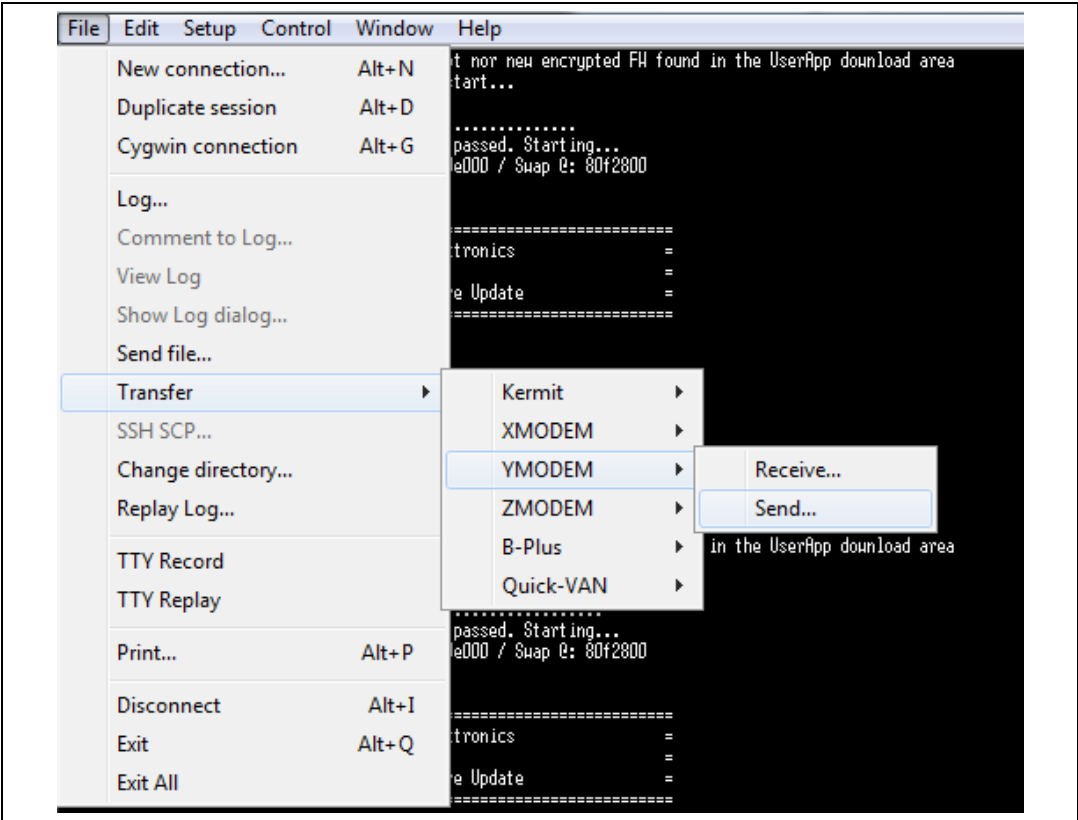 File Edit Setup Control Window Help
New connection... Alt+N
Duplicate session Alt+D
Cygwin connection Alt+G
Log...
Comment to Log...
View Log
Show Log dialog...
Send file...
Transfer
SSH SCP...
Change directory...
Replay Log...
TTY Record
TTY Replay
Print... Alt+P
Disconnect Alt+I
Exit Alt+Q
Exit All
Kermit
XMODEM
YMODEM
ZMODEM
B-Plus
Quick-VAN
Receive...
Send...
t nor new encrypted FW found in the UserApp download area
tart...
..............
passed. Starting...
e000 / Swap @: 80f2800
=========================
tronics =
=
e Update =
=========================
in the UserApp download area
.................
passed. Starting...
e000 / Swap @: 80f2800
=========================
tronics =
=
e Update =
=========================